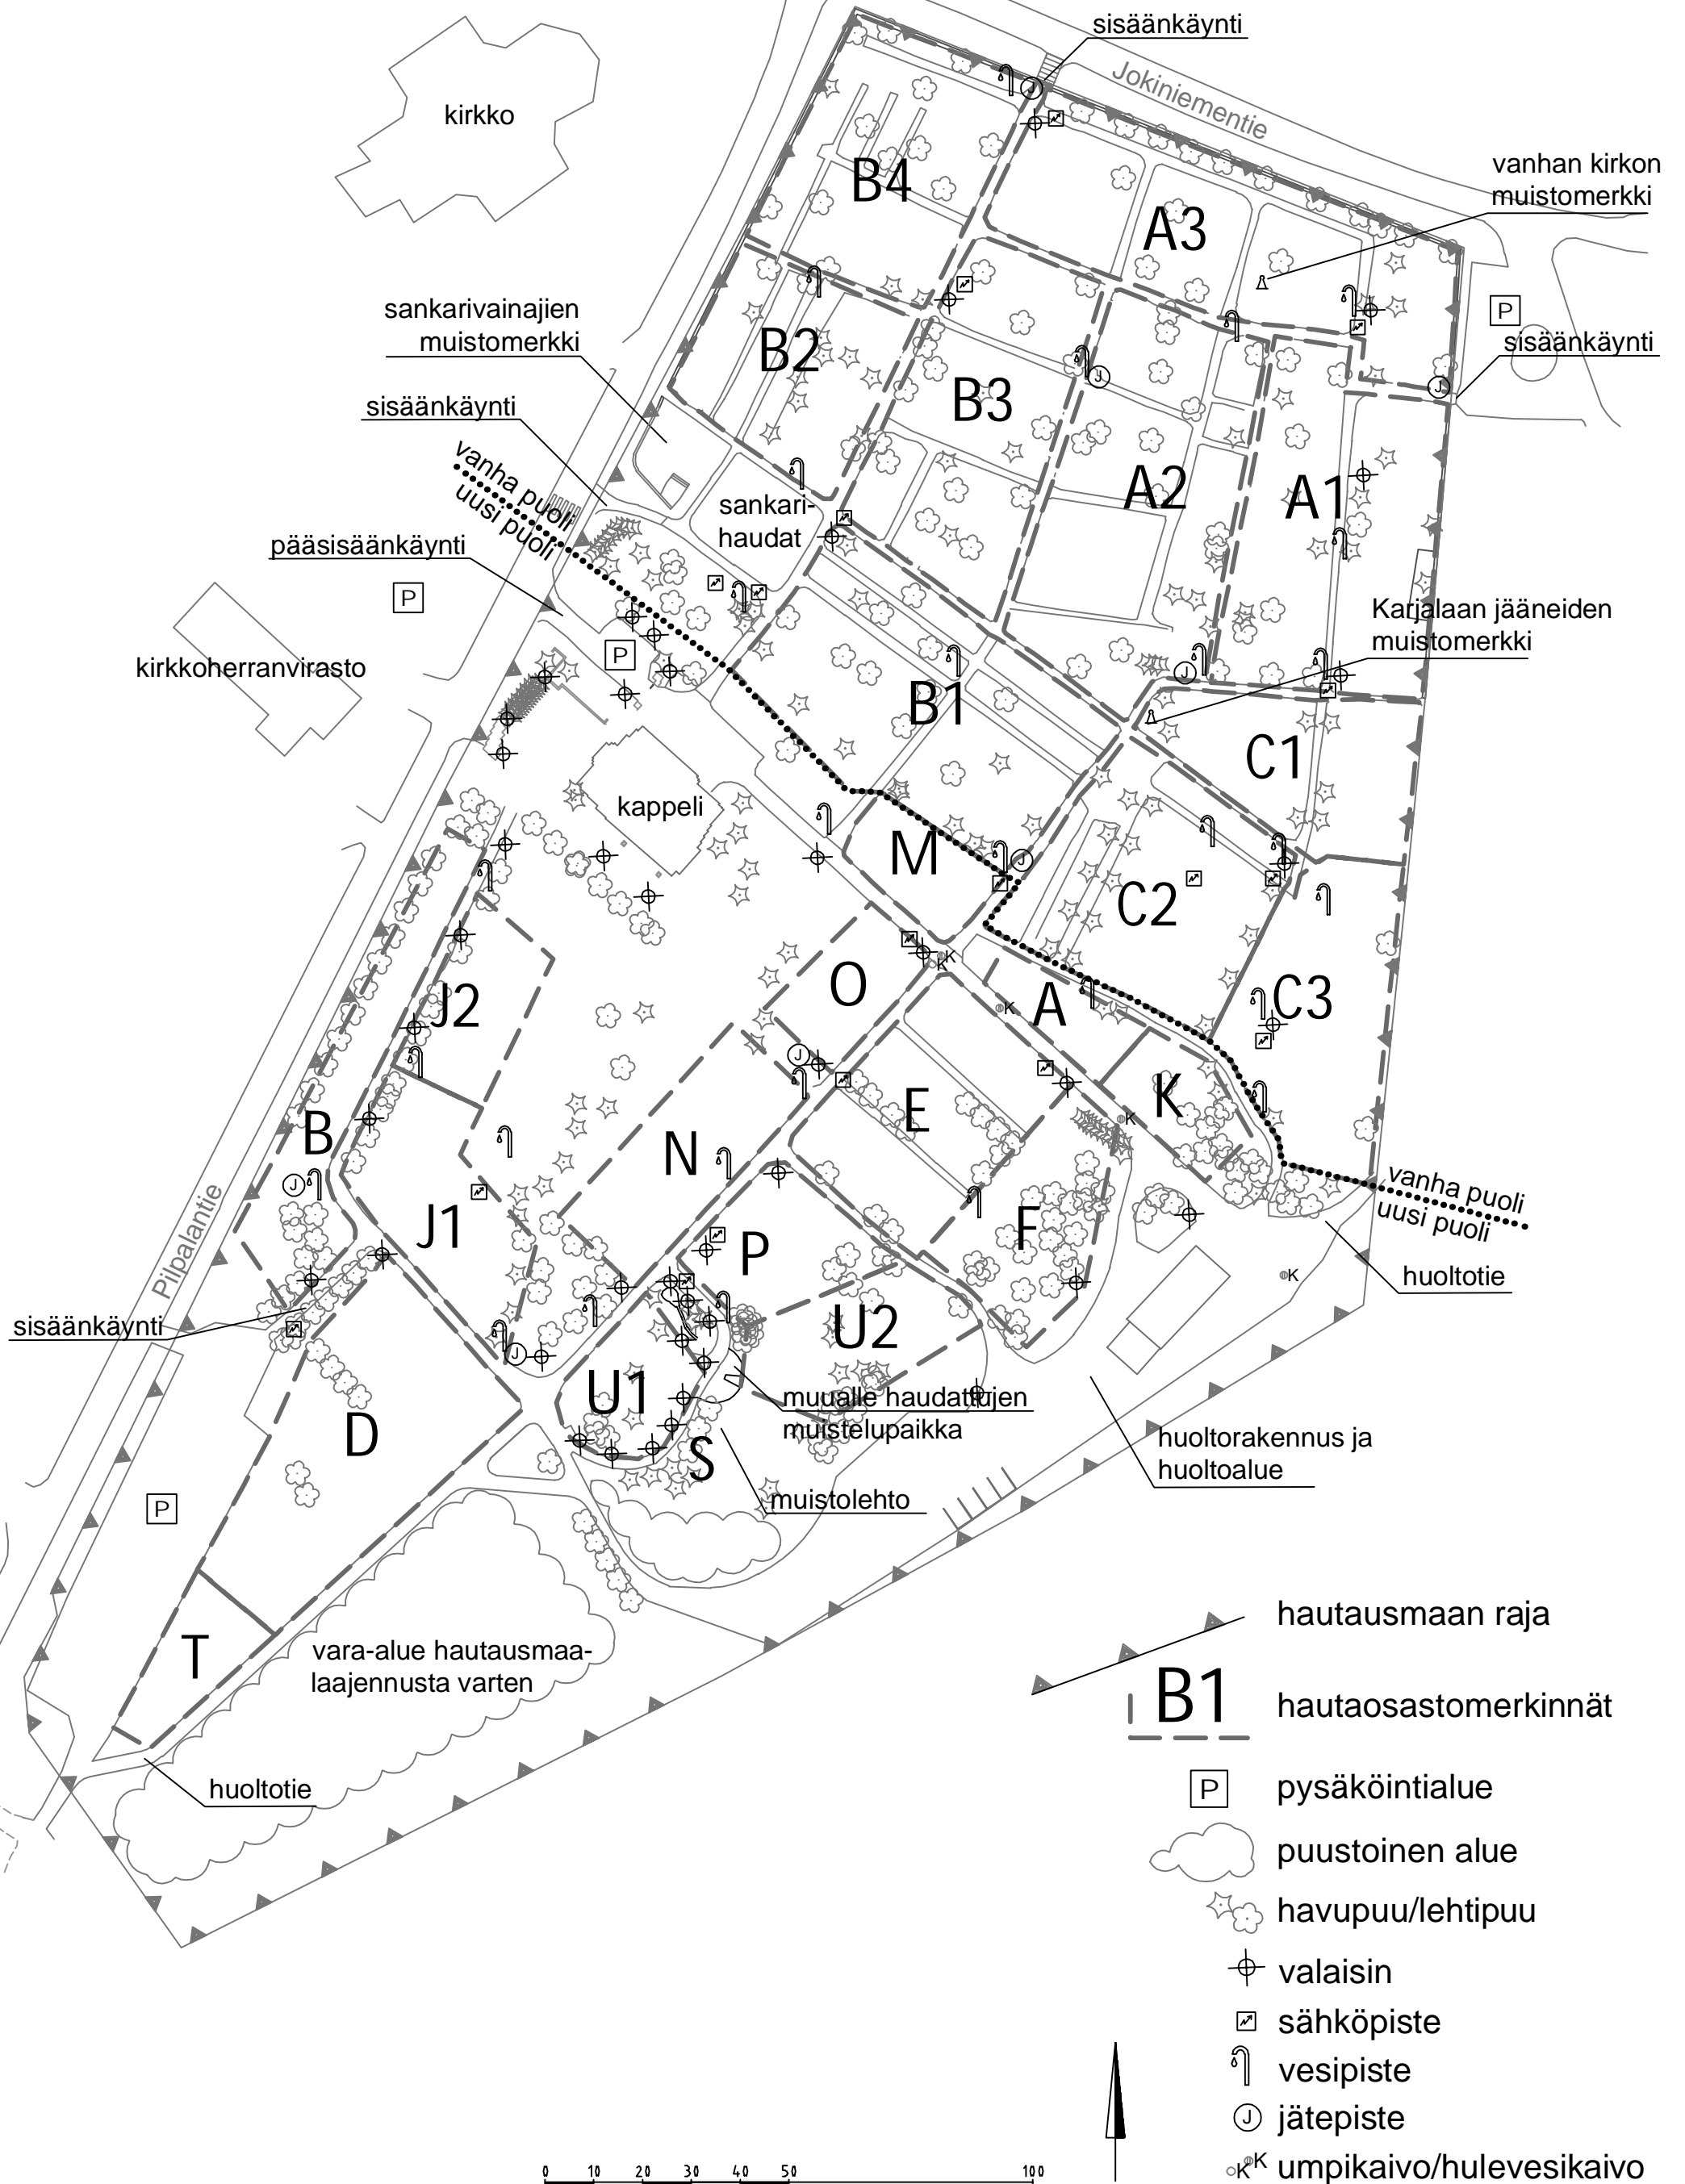 sisäänkäynti
Jokiniementie
kirkko
J
B4
vanhan kirkon
muistomerkki
A3
P
sankarivainajien
muistomerkki
B2
sisäänkäynti
J
J
B3
sisäänkäynti
vanha puoli
uusi puoli
A2
A1
sankari-
haudat
pääsisäänkäynti
P
P
Karjalaan jääneiden
muistomerkki
kirkkoherranvirasto
J
B1
C1
kappeli
M
J
C2
O
K
K
K
A
C3
J2
J
E
K
K
B
N
J
vanha puoli
uusi puoli
Pilpalantie
J1
P
F
K
huoltotie
sisäänkäynti
U2
J
U1
muualle haudattujen
muistelupaikka
D
S
huoltorakennus ja
huoltoalue
muistolehto
P
T
vara-alue hautausmaa-
laajennusta varten
huoltotie
hautausmaan raja
B1 hautaosastomerkinnät
P pysäköintialue
puustoinen alue
havupuu/lehtipuu
valaisin
sähköpiste
vesipiste
J jätepiste
K K umpikaivo/hulevesikaivo
0 10 20 30 40 50 100